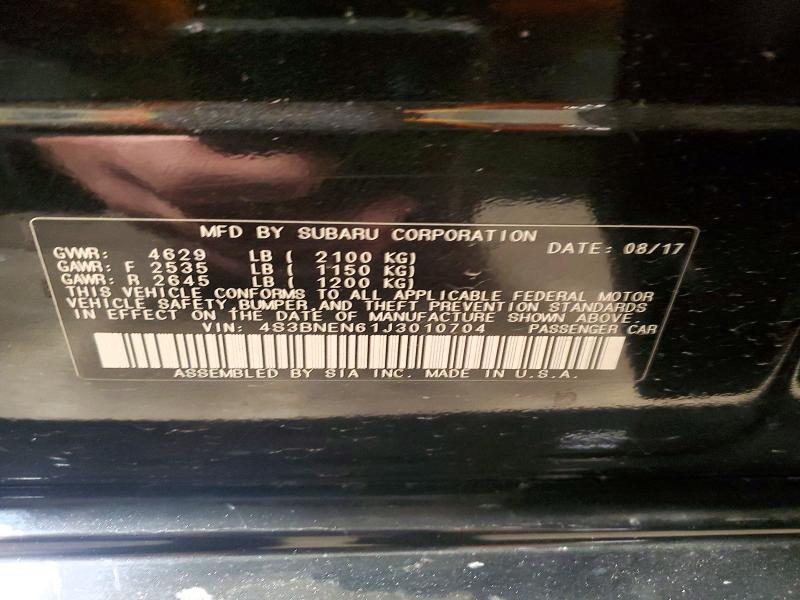 MFD BY SUBARU CORPORATION
DATE: 08/17
GVWR: 4629 LB ( 2100 KG)
GAWR: F 2535 LB ( 1150 KG)
GAWR: R 2645 LB ( 1200 KG)
THIS VEHICLE CONFORMS TO ALL APPLICABLE FEDERAL MOTOR
VEHICLE SAFETY, BUMPER, AND THEFT PREVENTION STANDARDS
IN EFFECT ON THE DATE OF MANUFACTURE SHOWN ABOVE
VIN: 4S3BNEN61J3010704 PASSENGER CAR
ASSEMBLED BY SIA INC. MADE IN U.S.A.